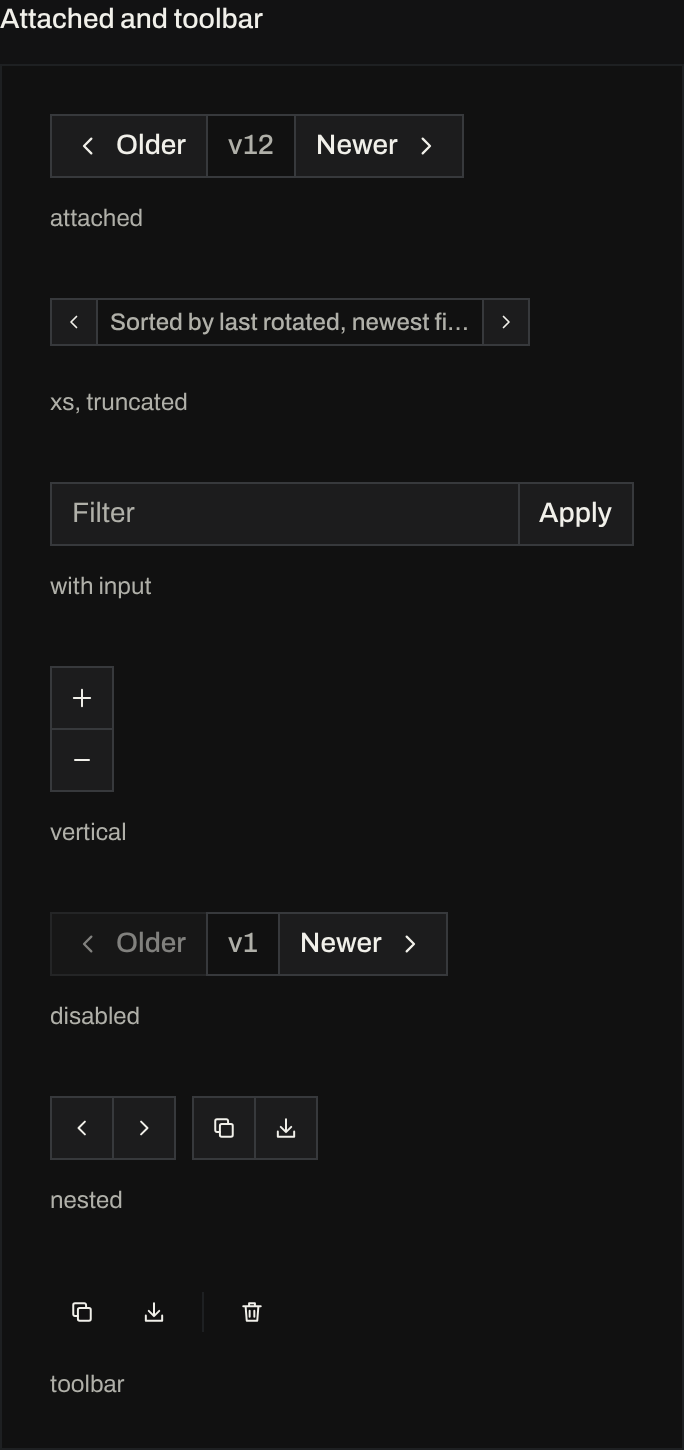 Attached and toolbar
Older v12 Newer
attached
Sorted by last rotated, newest fi...
xs, truncated
Filter Apply
with input
vertical
Older v1 Newer
disabled
nested
toolbar